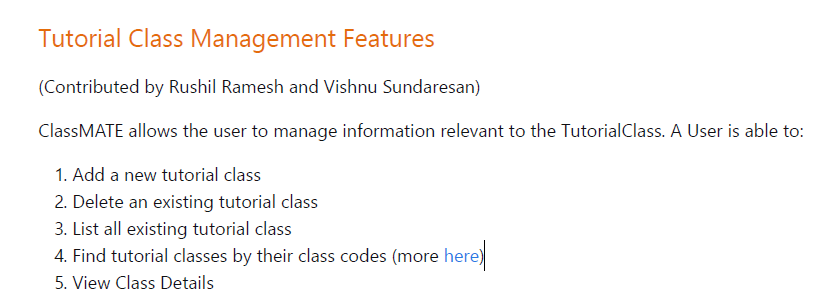 Tutorial Class Management Features
(Contributed by Rushil Ramesh and Vishnu Sundaresan)
ClassMATE allows the user to manage information relevant to the TutorialClass. A User is able to:
1. Add a new tutorial class
2. Delete an existing tutorial class
3. List all existing tutorial class
4. Find tutorial classes by their class codes (more here)
5. View Class Details